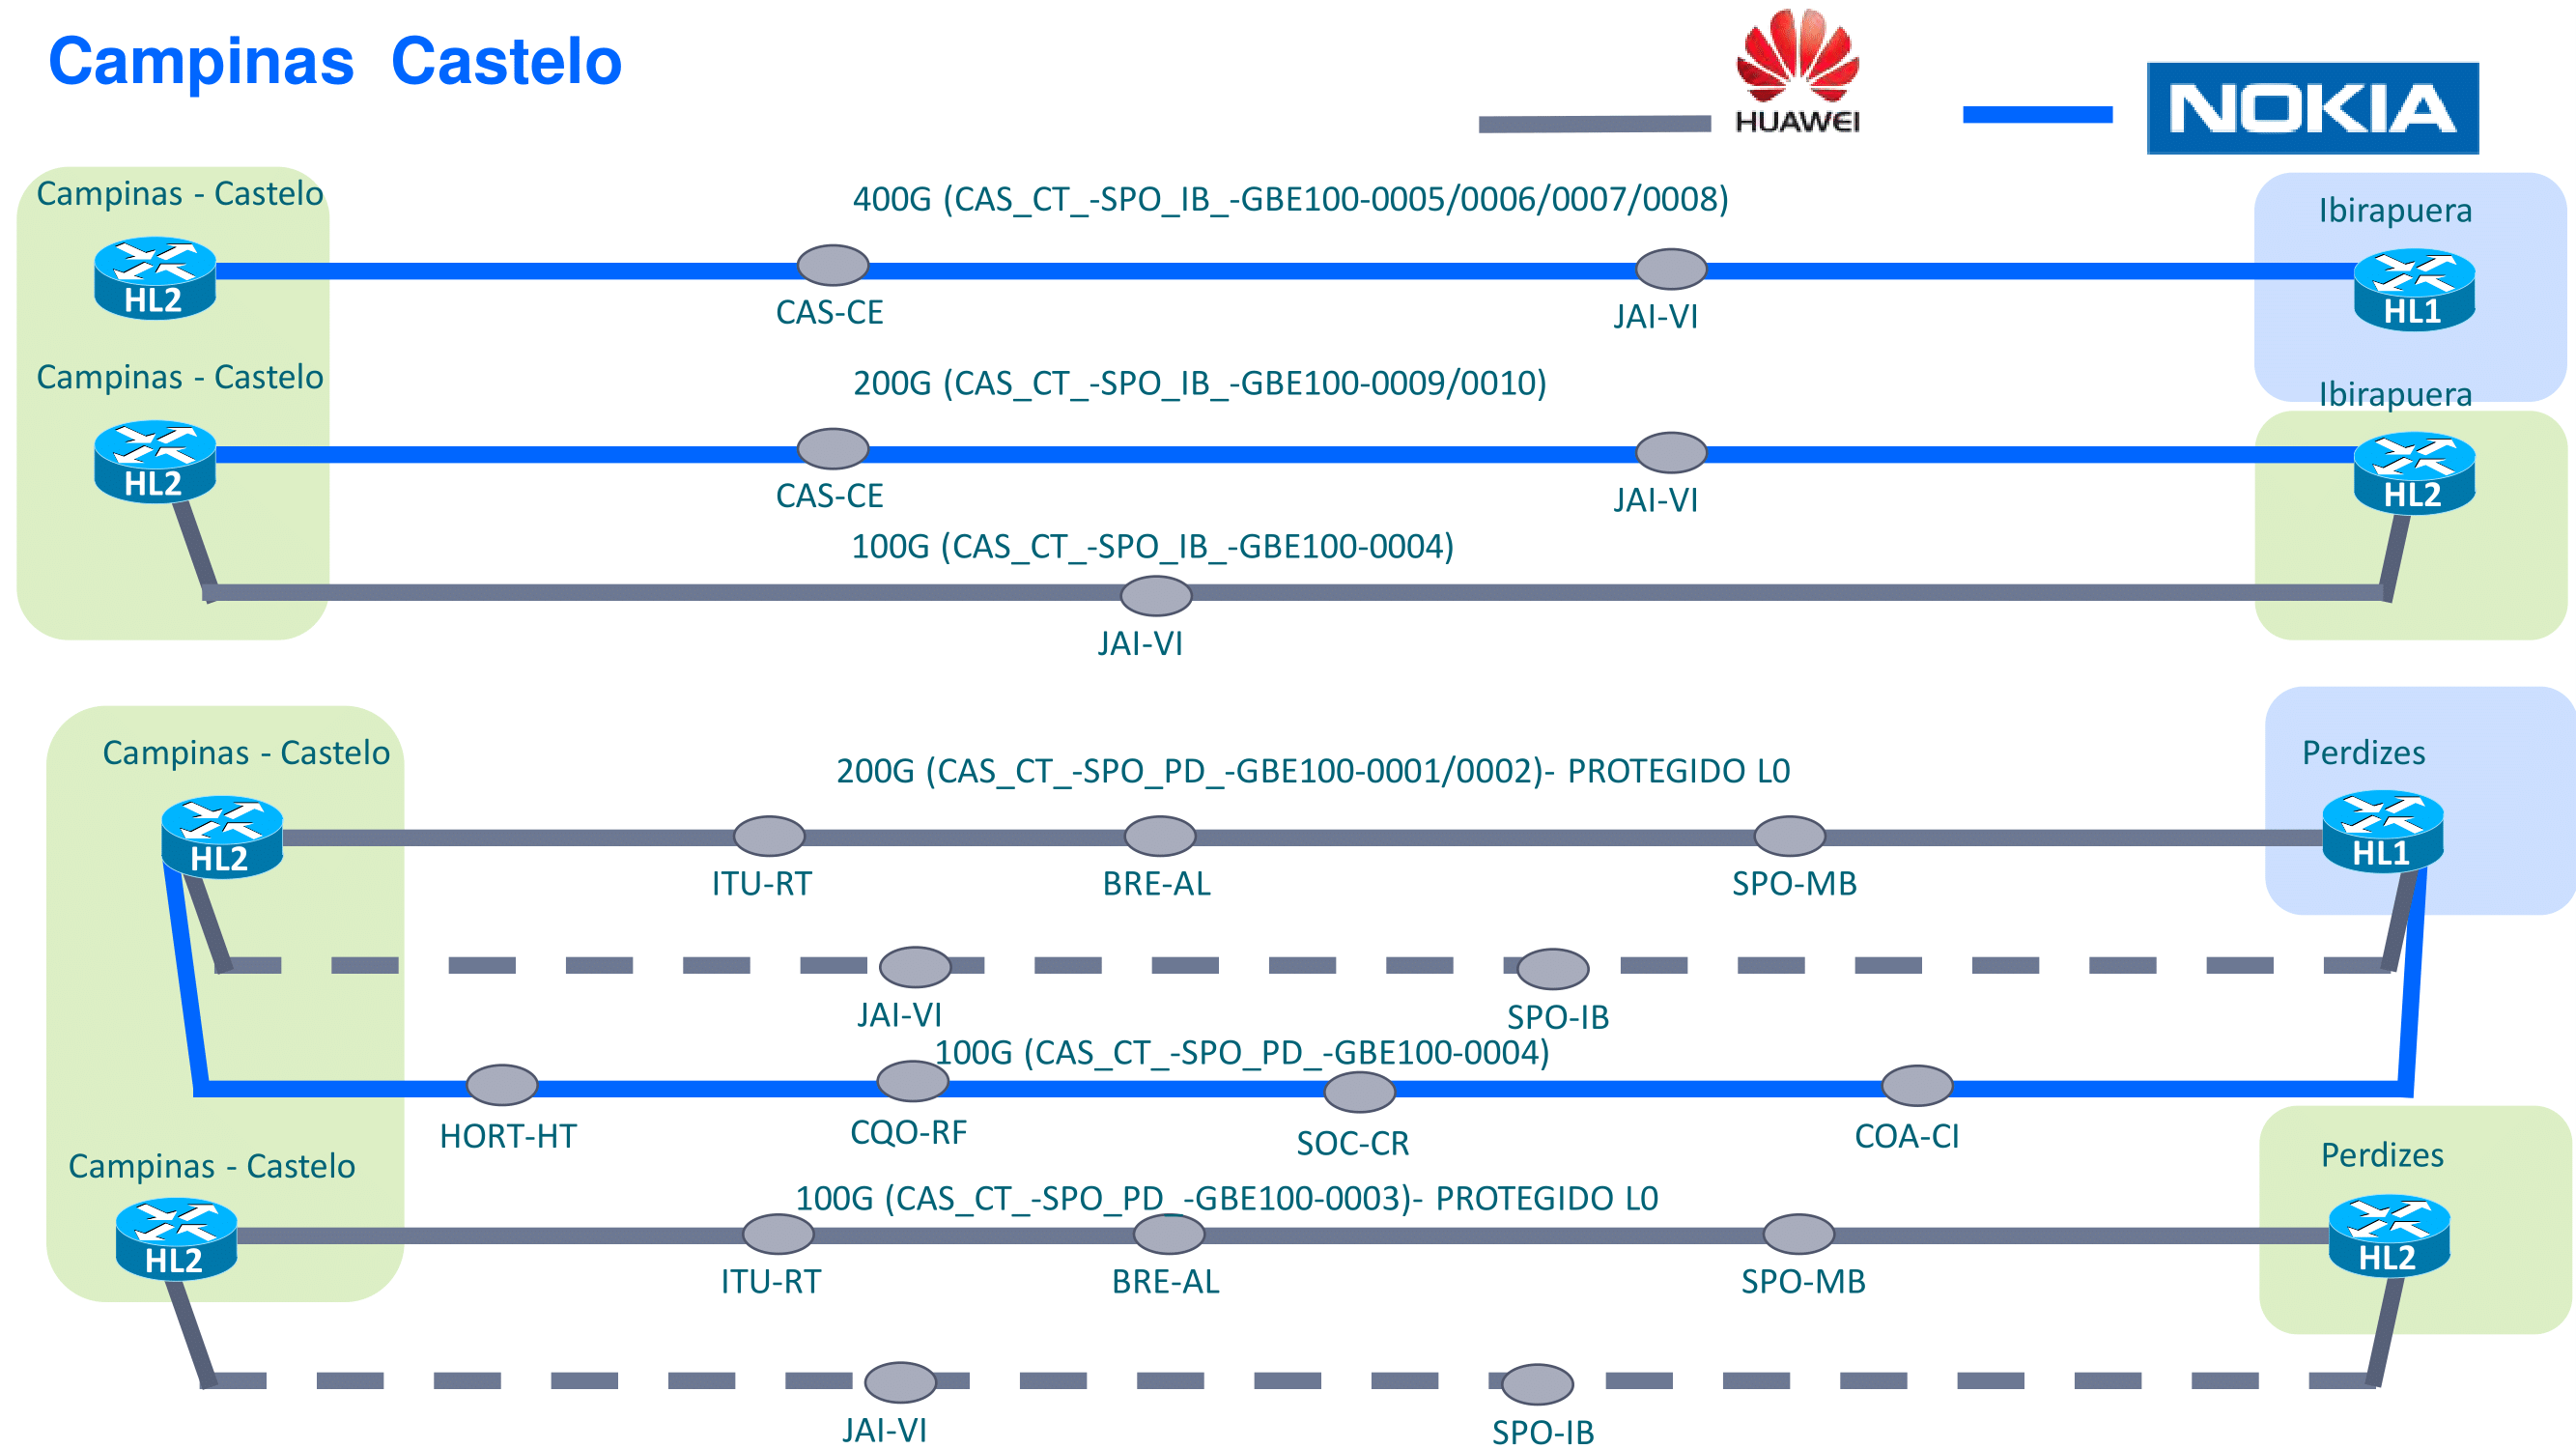 Campinas  Castelo
HUAWEI
NOKIA
Campinas - Castelo
400G (CAS_CT_-SPO_IB_-GBE100-0005/0006/0007/0008)
Ibirapuera
HL2
HL1
CAS-CE
JAI-VI
Campinas - Castelo
200G (CAS_CT_-SPO_IB_-GBE100-0009/0010)
Ibirapuera
HL2
HL2
CAS-CE
JAI-VI
100G (CAS_CT_-SPO_IB_-GBE100-0004)
JAI-VI
Campinas - Castelo
200G (CAS_CT_-SPO_PD_-GBE100-0001/0002)- PROTEGIDO L0
Perdizes
HL2
HL1
ITU-RT
BRE-AL
SPO-MB
JAI-VI
SPO-IB
100G (CAS_CT_-SPO_PD_-GBE100-0004)
HORT-HT
CQO-RF
SOC-CR
COA-CI
Campinas - Castelo
Perdizes
100G (CAS_CT_-SPO_PD_-GBE100-0003)- PROTEGIDO L0
HL2
HL2
ITU-RT
BRE-AL
SPO-MB
JAI-VI
SPO-IB